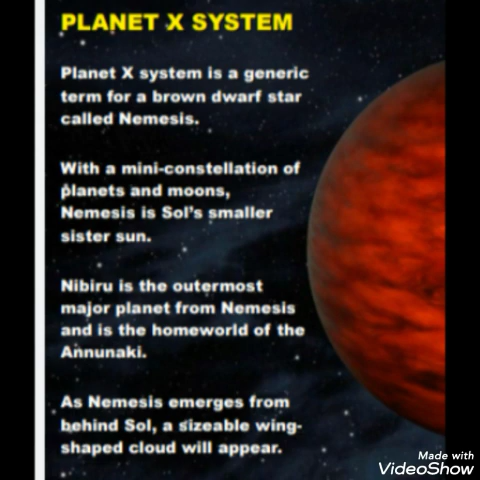 PLANET X SYSTEM
Planet X system is a generic
term for a brown dwarf star
called Nemesis.
With a mini-constellation of
planets and moons,
Nemesis is Sol's smaller
sister sun.
Nibiru is the outermost
major planet from Nemesis
and is the homeworld of the
Annunaki.
As Nemesis emerges from
behind Sol, a sizeable wing-
shaped cloud will appear.
Made with
VideoShow